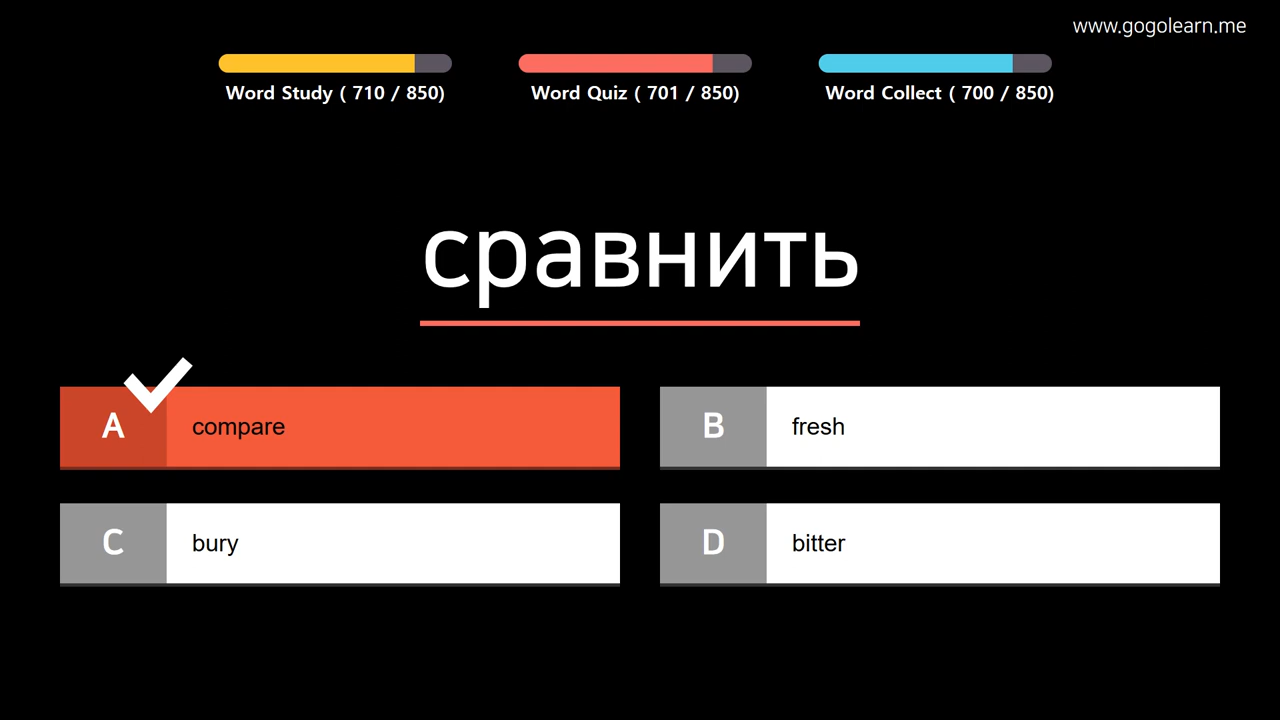 www.gogolearn.me
Word Study ( 710 / 850)
Word Quiz ( 701 / 850)
Word Collect ( 700 / 850)
сравнить
A compare
B fresh
C bury
D bitter